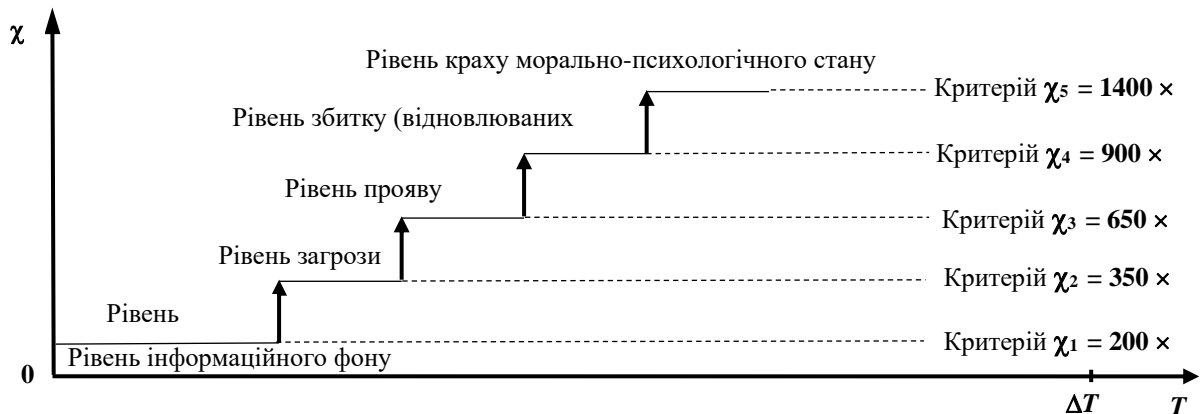 χ
Рівень краху морально-психологічного стану
Критерій χ5 = 1400 ×
Рівень збитку (відновлюваних
Критерій χ4 = 900 ×
Рівень прояву
Критерій χ3 = 650 ×
Рівень загрози
Критерій χ2 = 350 ×
Рівень
Критерій χ1 = 200 ×
Рівень інформаційного фону
0
ΔT
T